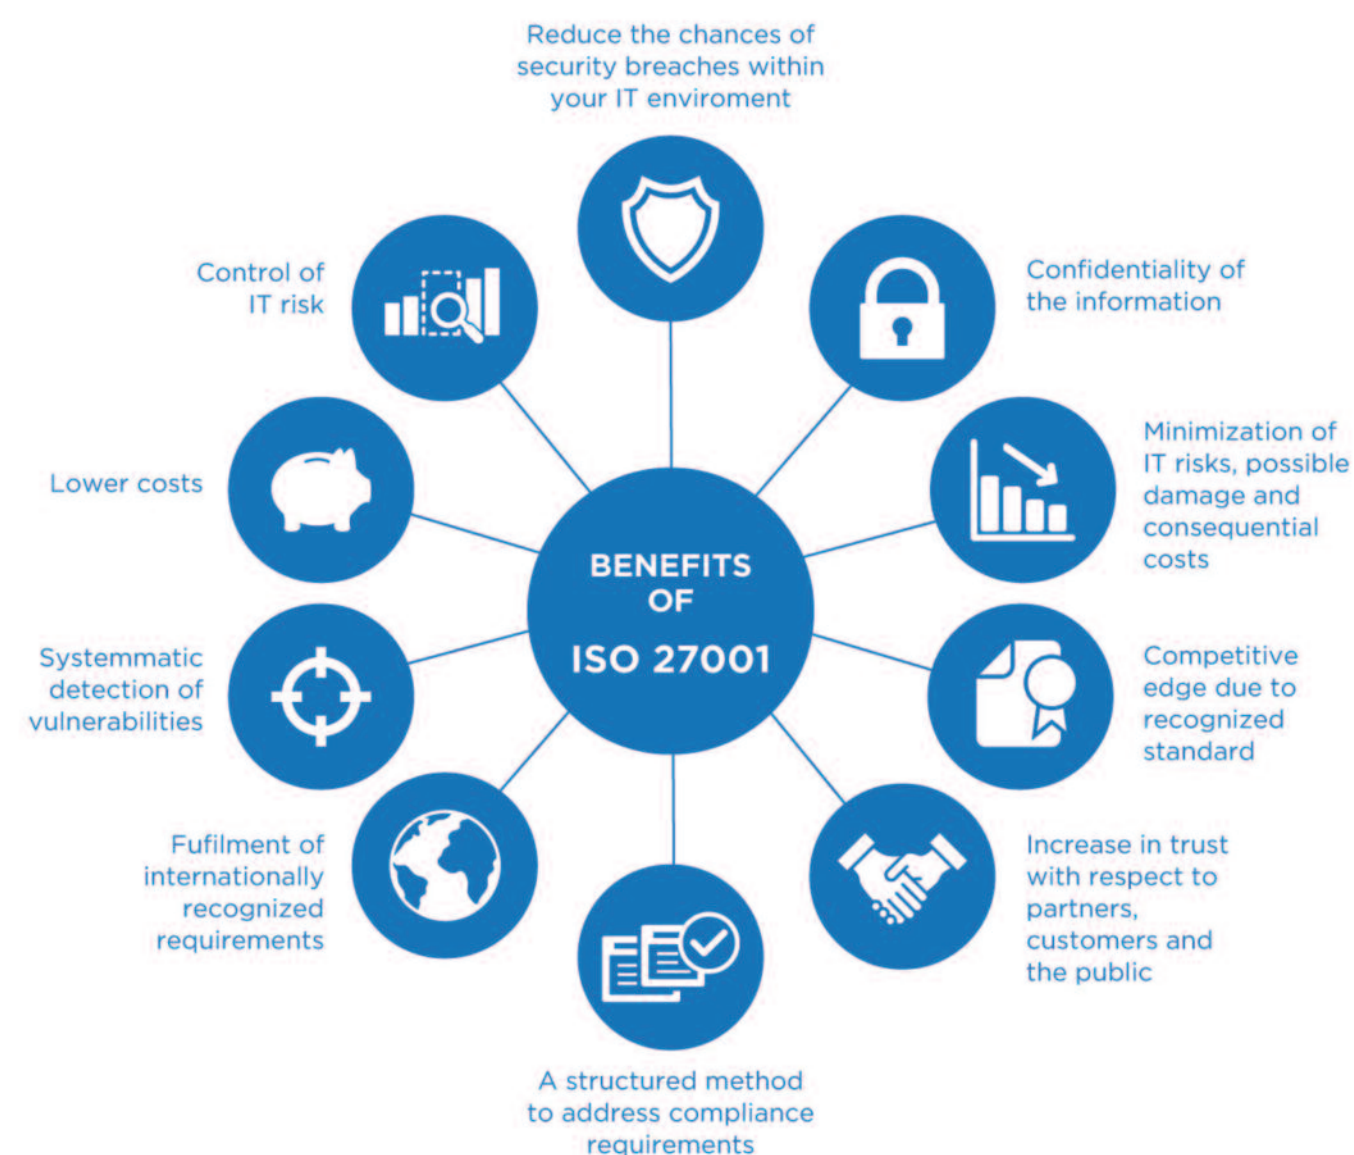 Reduce the chances of
security breaches within
your IT enviroment
Confidentiality of
the information
Minimization of
IT risks, possible
damage and
consequential
costs
Competitive
edge due to
recognized
standard
Increase in trust
with respect to
partners,
customers and
the public
A structured method
to address compliance
requirements
Fufilment of
internationally
recognized
requirements
Systemmatic
detection of
vulnerabilities
Lower costs
Control of
IT risk
BENEFITS
OF
ISO 27001